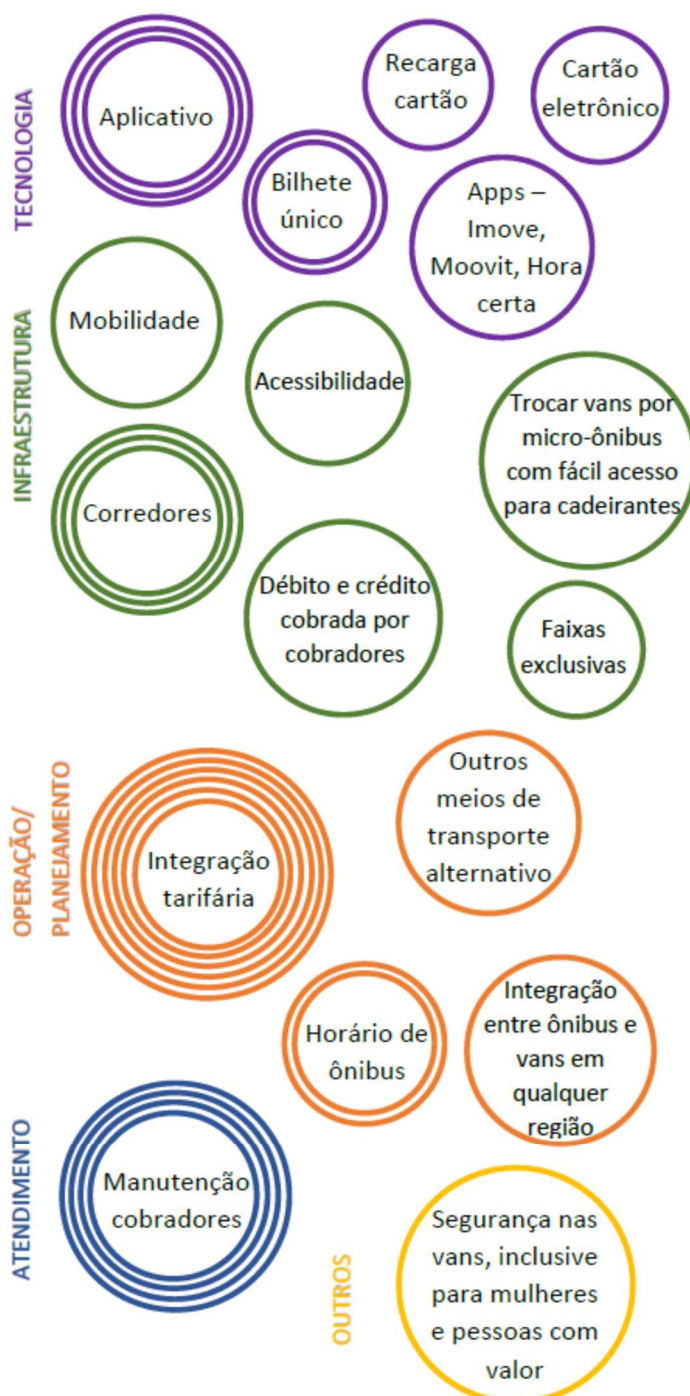 TECNOLOGIA
Aplicativo
Recarga
cartão
Cartão
eletrônico
Bilhete
único
Apps –
Imove,
Moovit, Hora
certa
INFRAESTRUTURA
Mobilidade
Acessibilidade
Trocar vans por
micro-ônibus
com fácil acesso
para cadeirantes
Corredores
Débito e crédito
cobrada por
cobradores
Faixas
exclusivas
OPERAÇÃO/
PLANEJAMENTO
Integração
tarifária
Outros
meios de
transporte
alternativo
Horário de
ônibus
Integração
entre ônibus e
vans em
qualquer
região
ATENDIMENTO
Manutenção
cobradores
OUTROS
Segurança nas
vans, inclusive
para mulheres
e pessoas com
valor